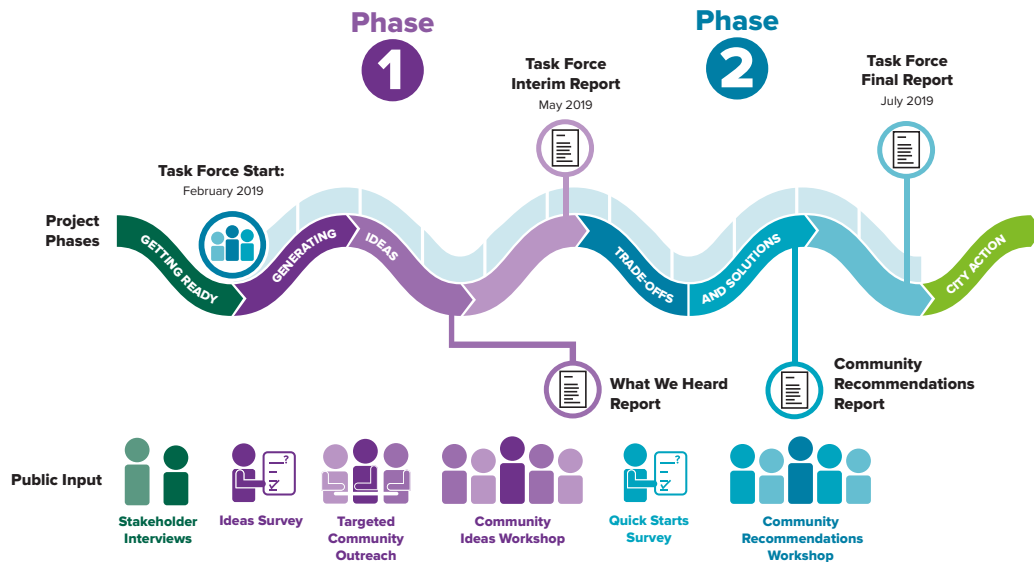 Phase
1
Phase
2
Task Force
Interim Report
May 2019
Task Force
Final Report
July 2019
Task Force Start:
February 2019
Project
Phases
GETTING READY
GENERATING
IDEAS
TRADE-OFFS
AND SOLUTIONS
CITY ACTION
What We Heard
Report
Community
Recommendations
Report
Public Input
?
Stakeholder
Interviews
Ideas Survey
Targeted
Community
Outreach
Community
Ideas Workshop
?
Quick Starts
Survey
Community
Recommendations
Workshop